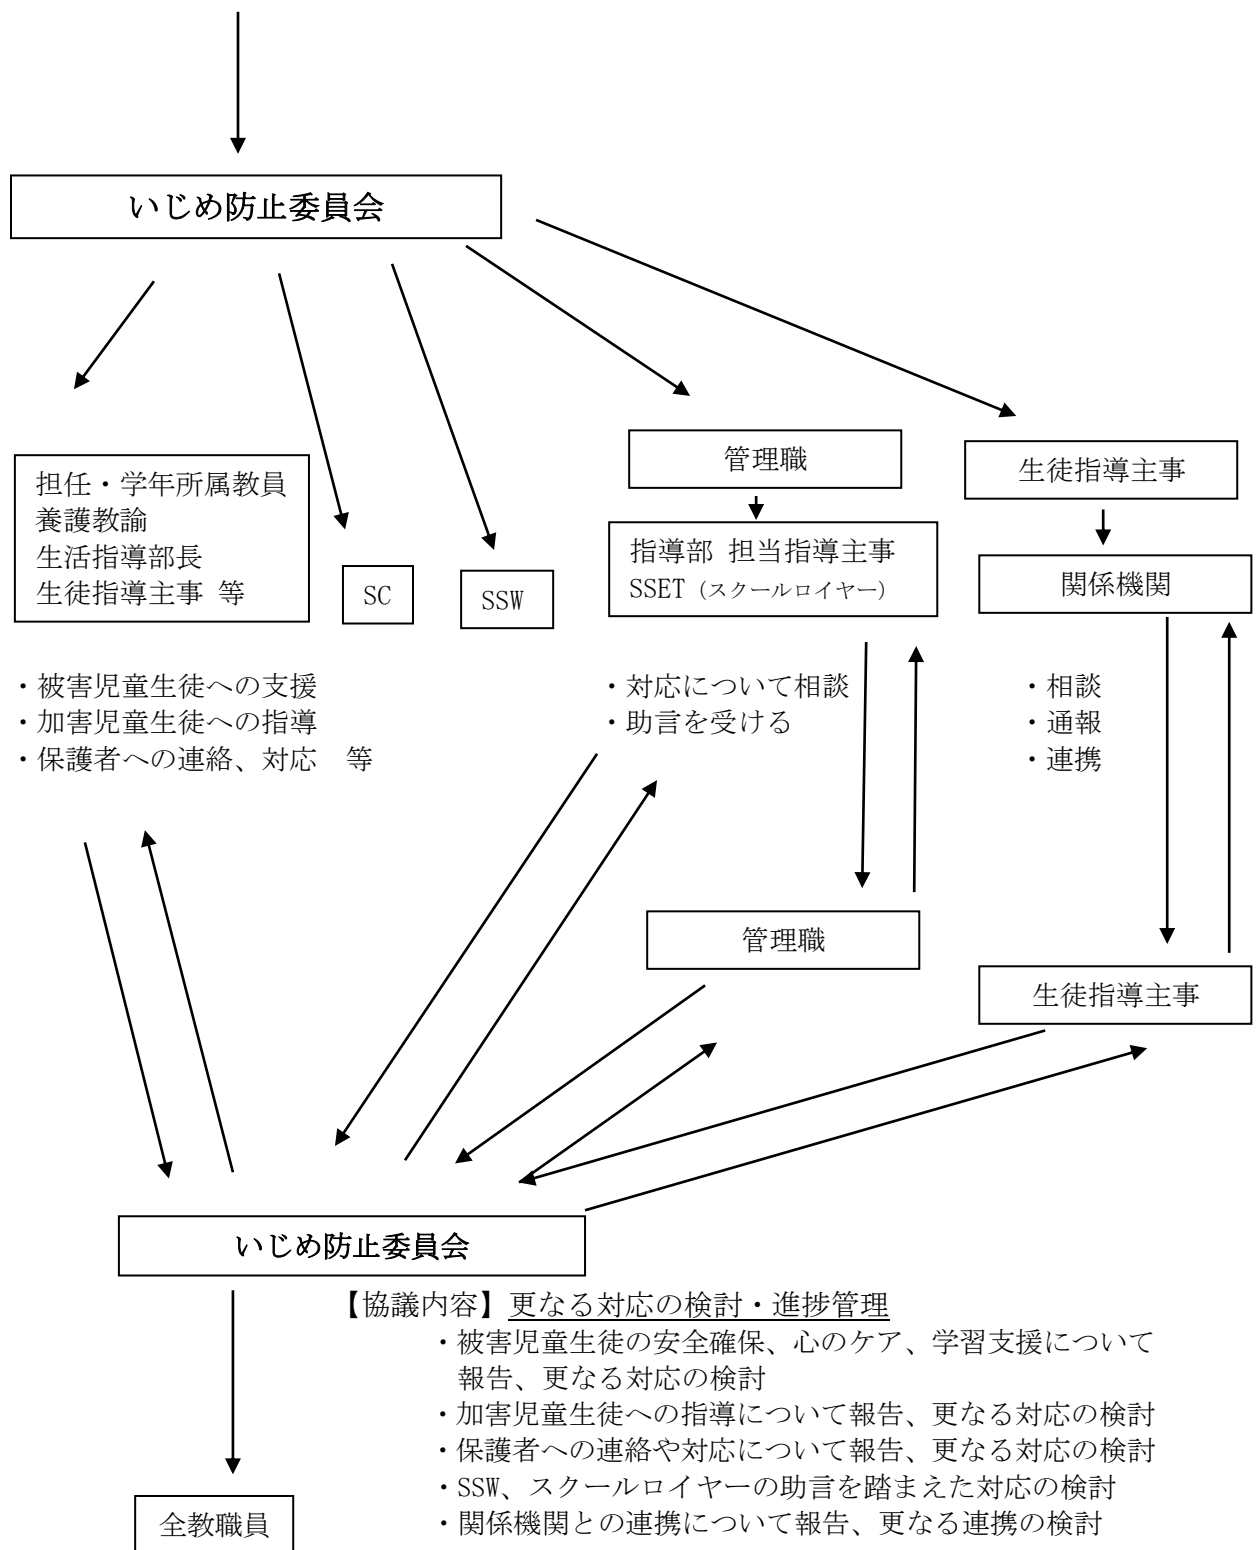 いじめ防止委員会
管理職
生徒指導主事
担任・学年所属教員
養護教諭
生活指導部長
生徒指導主事 等
SC
SSW
指導部 担当指導主事
SSET（スクールロイヤー）
関係機関
・被害児童生徒への支援
・加害児童生徒への指導
・保護者への連絡、対応　等
・対応について相談
・助言を受ける
・相談
・通報
・連携
管理職
生徒指導主事
いじめ防止委員会
【協議内容】更なる対応の検討・進捗管理
・被害児童生徒の安全確保、心のケア、学習支援について
報告、更なる対応の検討
・加害児童生徒への指導について報告、更なる対応の検討
・保護者への連絡や対応について報告、更なる対応の検討
・SSW、スクールロイヤーの助言を踏まえた対応の検討
・関係機関との連携について報告、更なる連携の検討
全教職員